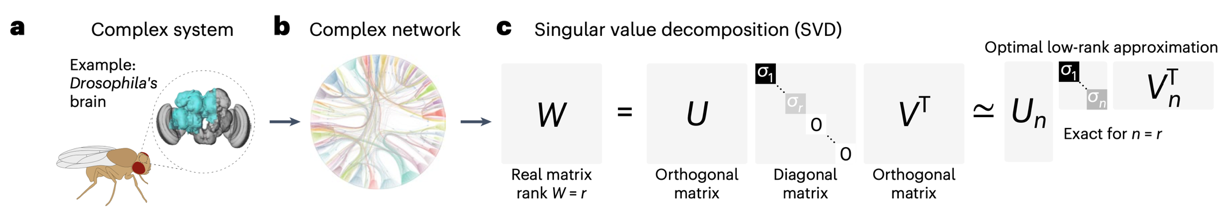 a Complex system
Example:
Drosophila's
brain
b Complex network
c Singular value decomposition (SVD)
W
=
U
σ1
σr
0
0
V^T
≃
Optimal low-rank approximation
Un
σ1
σn
Vn^T
Exact for n = r
Real matrix
rank W = r
Orthogonal
matrix
Diagonal
matrix
Orthogonal
matrix